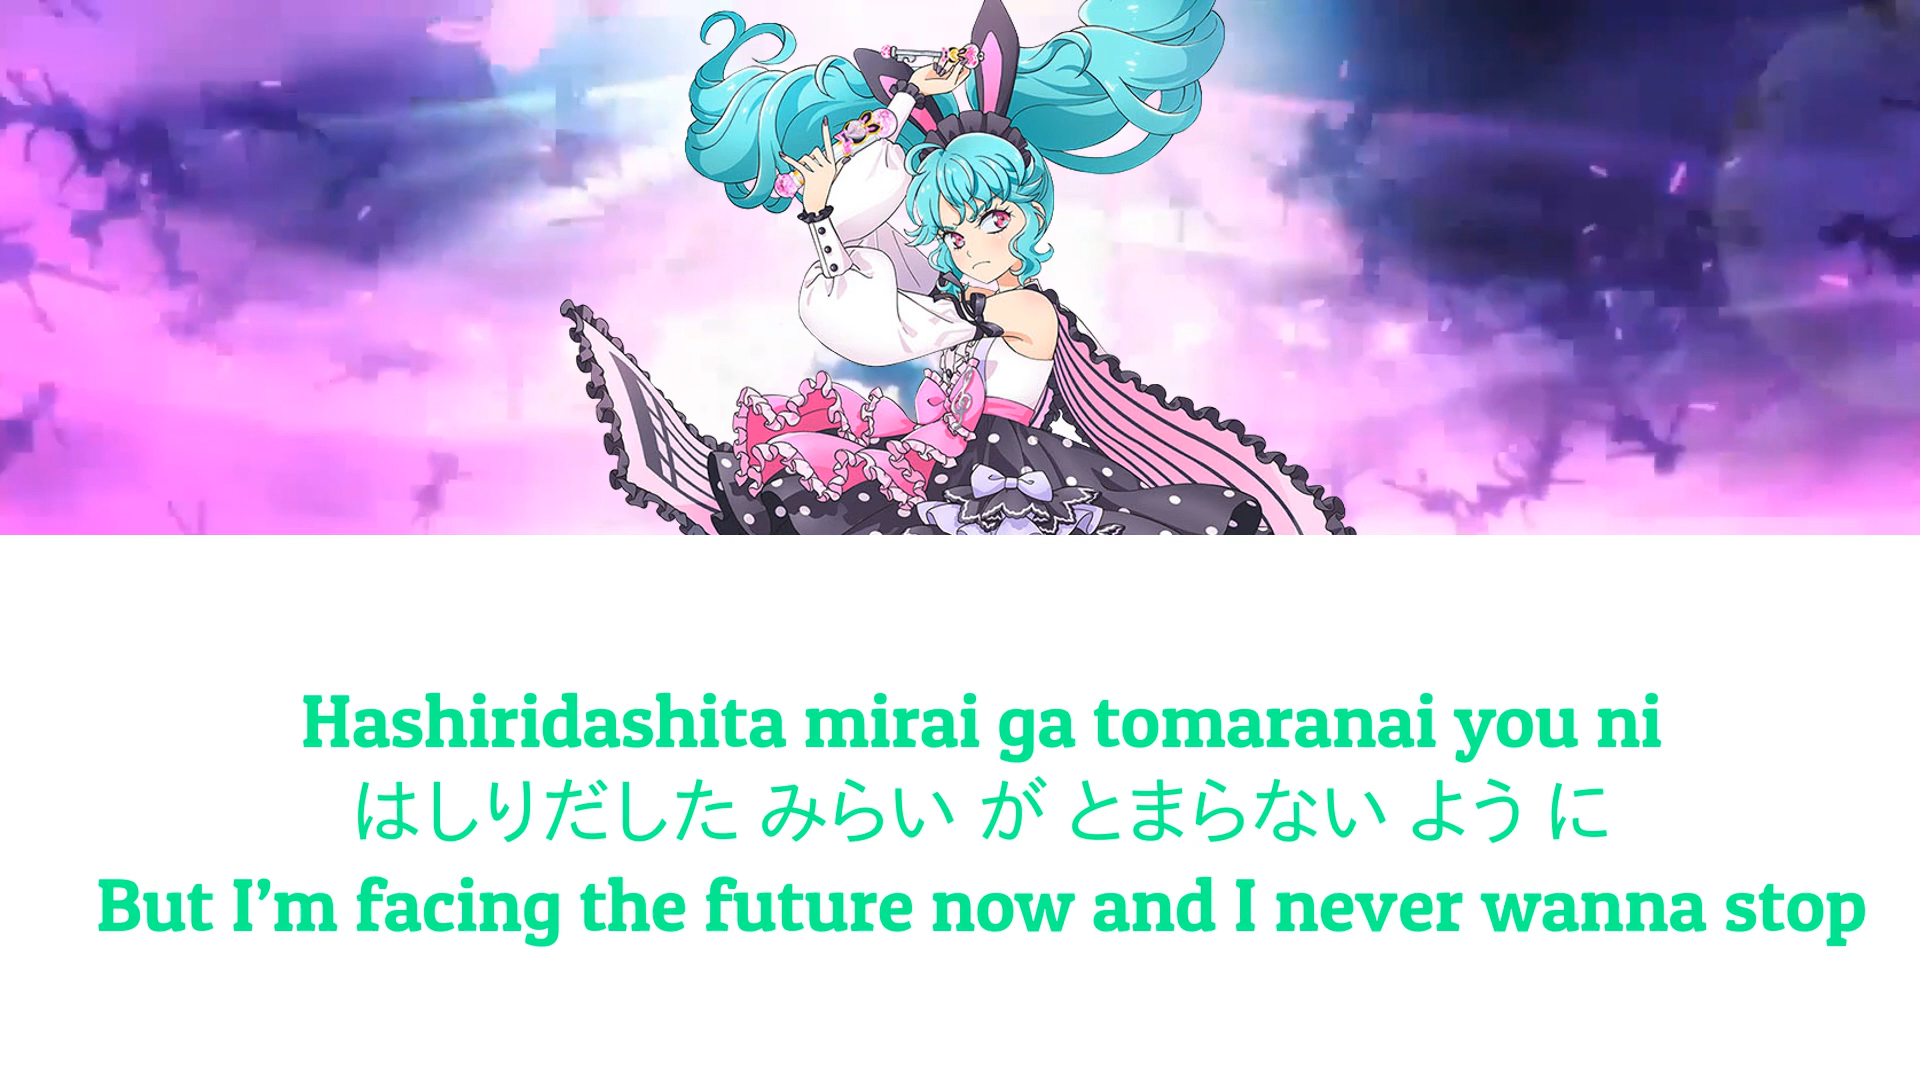 Hashiridashita mirai ga tomaranai you ni
はしりだした みらい が とまらない よう に
But I’m facing the future now and I never wanna stop